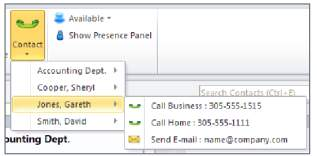 Available
Contact
Show Presence Panel
Accounting Dept.
Cooper, Sheryl
Search Contacts (Ctrl+E)
Jones, Gareth
Call Business : 305-555-1515
Smith, David
Call Home : 305-555-1111
unting Dept.
Send E-mail : name@company.com